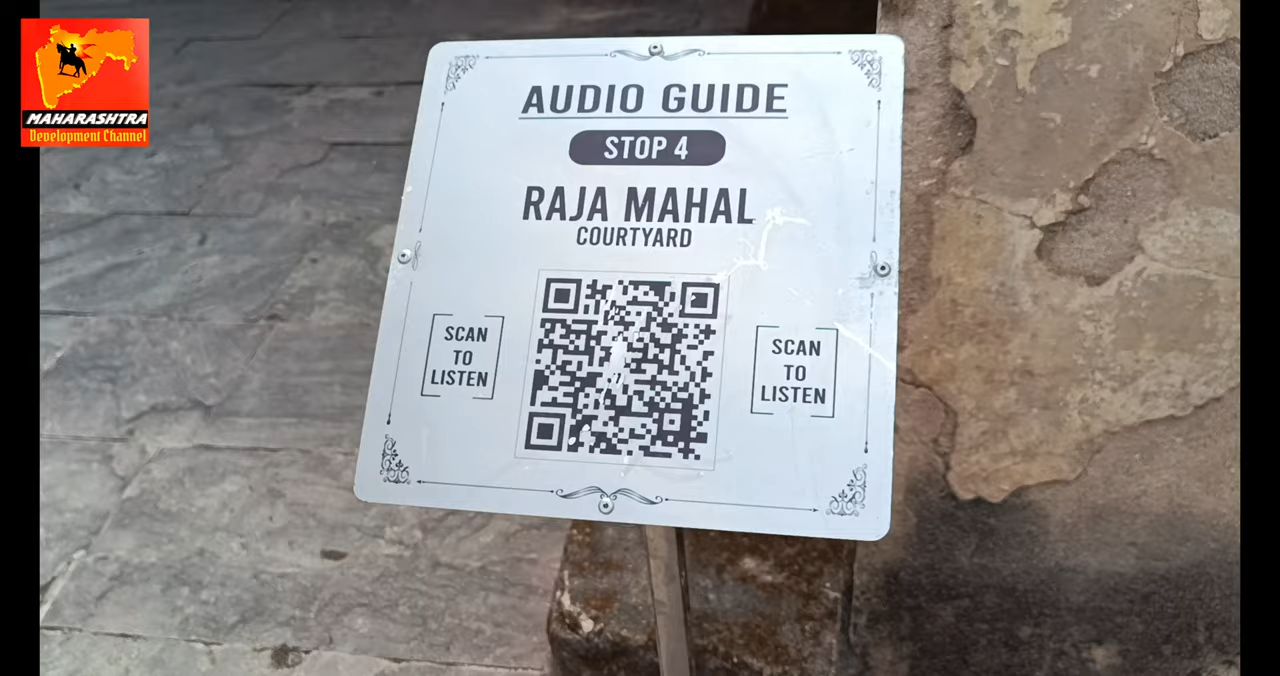 MAHARASHTRA
Development Channel
AUDIO GUIDE
STOP 4
RAJA MAHAL
COURTYARD
SCAN
TO
LISTEN
SCAN
TO
LISTEN